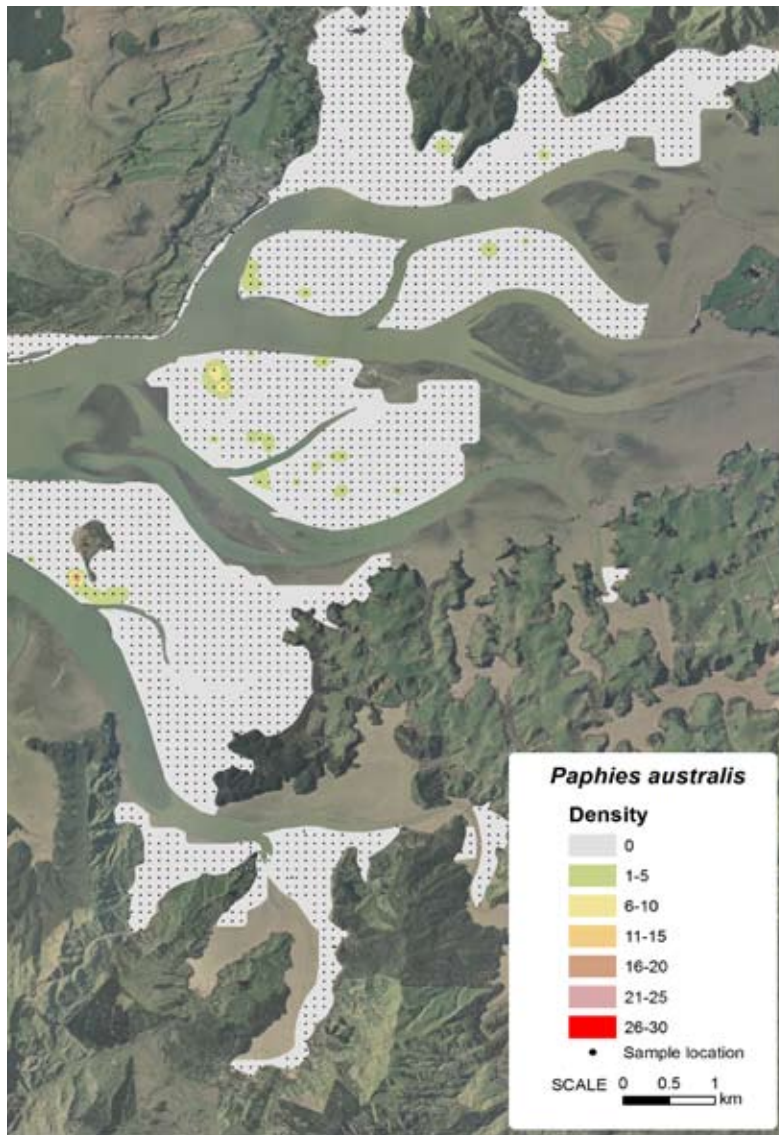 Paphies australis
Density
0
1-5
6-10
11-15
16-20
21-25
26-30
Sample location
SCALE 0 0.5 1
km